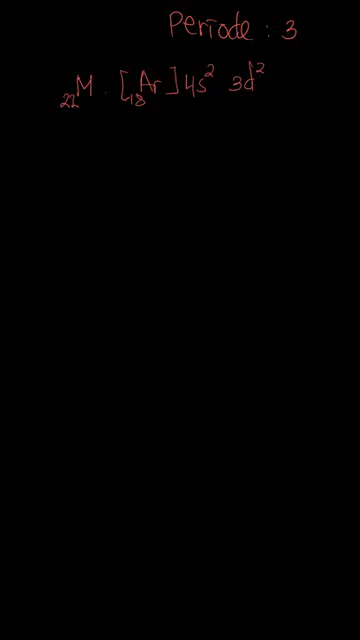 Periode : 3
₂₂M : [₁₈Ar] 4s² 3d²